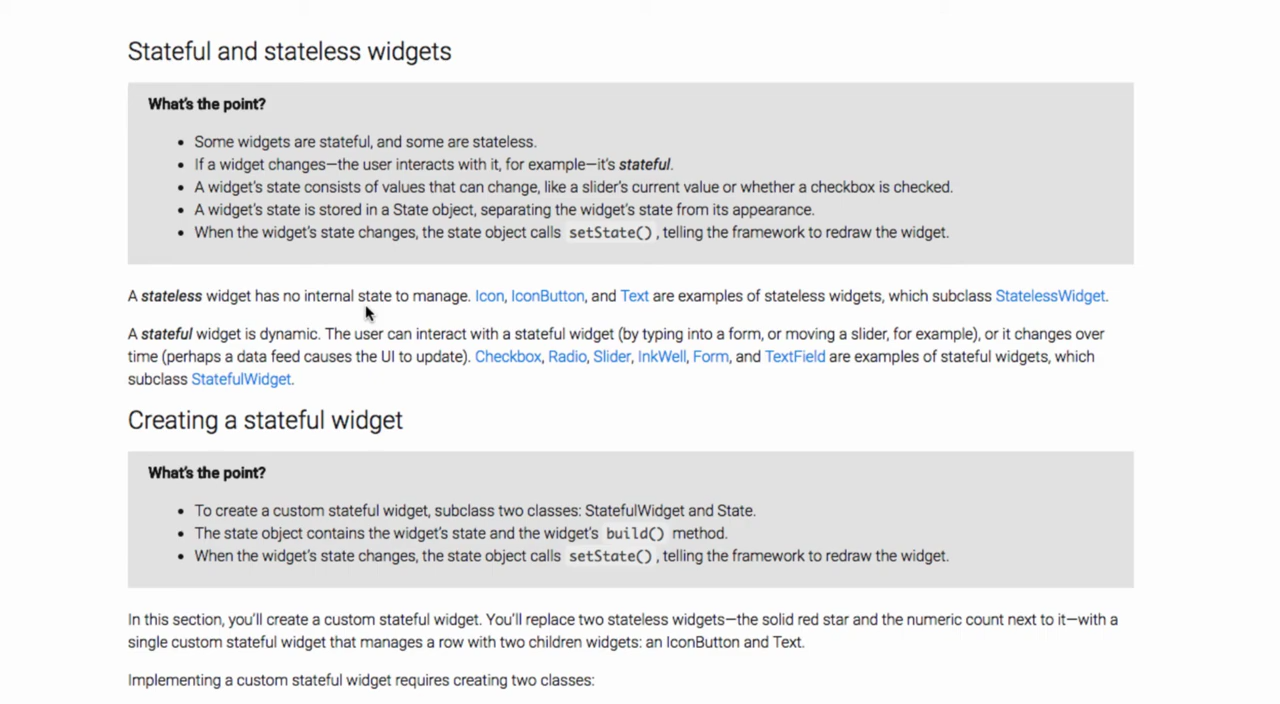 Stateful and stateless widgets
What's the point?
• Some widgets are stateful, and some are stateless.
• If a widget changes—the user interacts with it, for example—it's stateful.
• A widget's state consists of values that can change, like a slider's current value or whether a checkbox is checked.
• A widget's state is stored in a State object, separating the widget's state from its appearance.
• When the widget's state changes, the state object calls setState(), telling the framework to redraw the widget.
A stateless widget has no internal state to manage. Icon, IconButton, and Text are examples of stateless widgets, which subclass StatelessWidget.
A stateful widget is dynamic. The user can interact with a stateful widget (by typing into a form, or moving a slider, for example), or it changes over
time (perhaps a data feed causes the UI to update). Checkbox, Radio, Slider, InkWell, Form, and TextField are examples of stateful widgets, which
subclass StatefulWidget.
Creating a stateful widget
What's the point?
• To create a custom stateful widget, subclass two classes: StatefulWidget and State.
• The state object contains the widget's state and the widget's build() method.
• When the widget's state changes, the state object calls setState(), telling the framework to redraw the widget.
In this section, you'll create a custom stateful widget. You'll replace two stateless widgets—the solid red star and the numeric count next to it—with a
single custom stateful widget that manages a row with two children widgets: an IconButton and Text.
Implementing a custom stateful widget requires creating two classes: